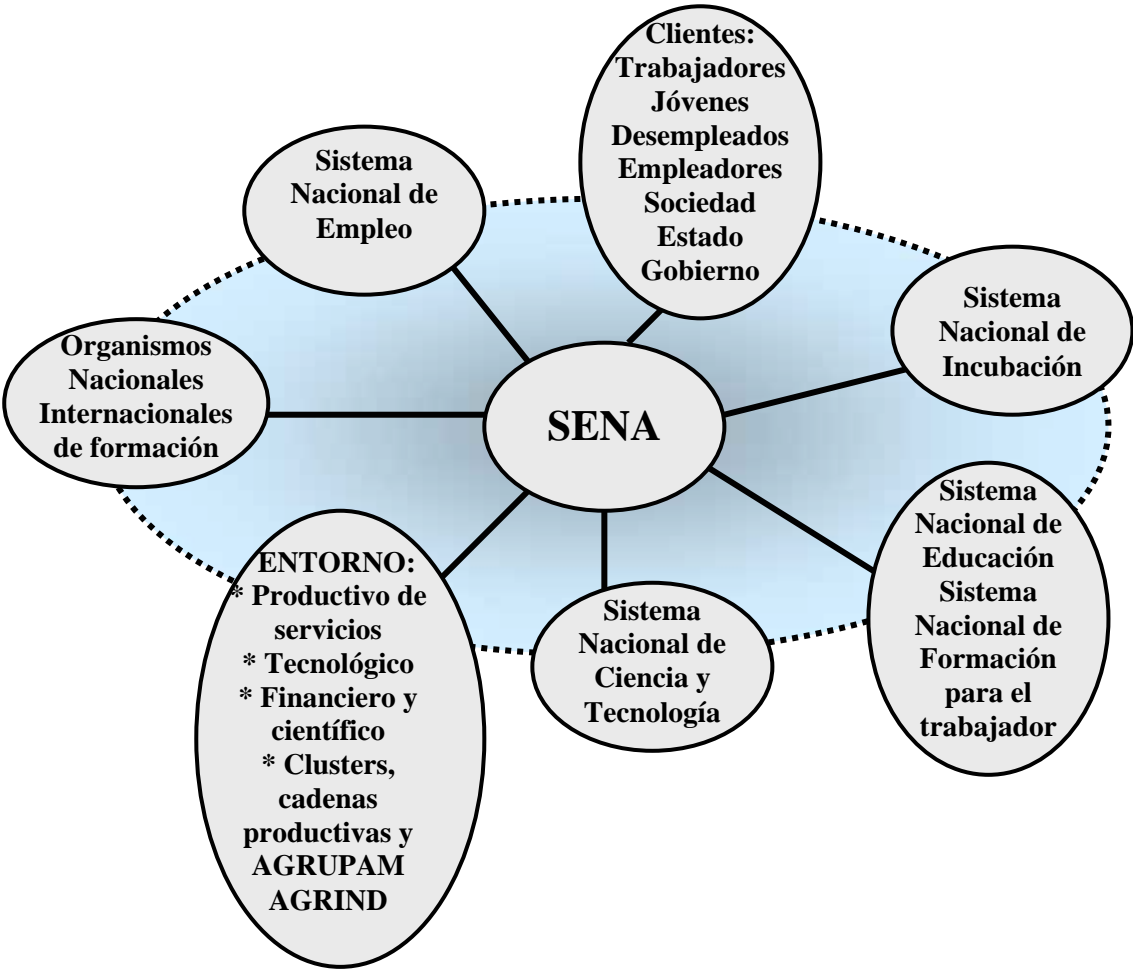 Clientes:
Trabajadores
Jóvenes
Desempleados
Empleadores
Sociedad
Estado
Gobierno
Sistema
Nacional de
Empleo
Sistema
Nacional de
Incubación
Organismos
Nacionales
Internacionales
de formación
SENA
Sistema
Nacional de
Educación
Sistema
Nacional de
Formación
para el
trabajador
ENTORNO:
* Productivo de
servicios
* Tecnológico
* Financiero y
científico
* Clusters,
cadenas
productivas y
AGRUPAM
AGRIND
Sistema
Nacional de
Ciencia y
Tecnología